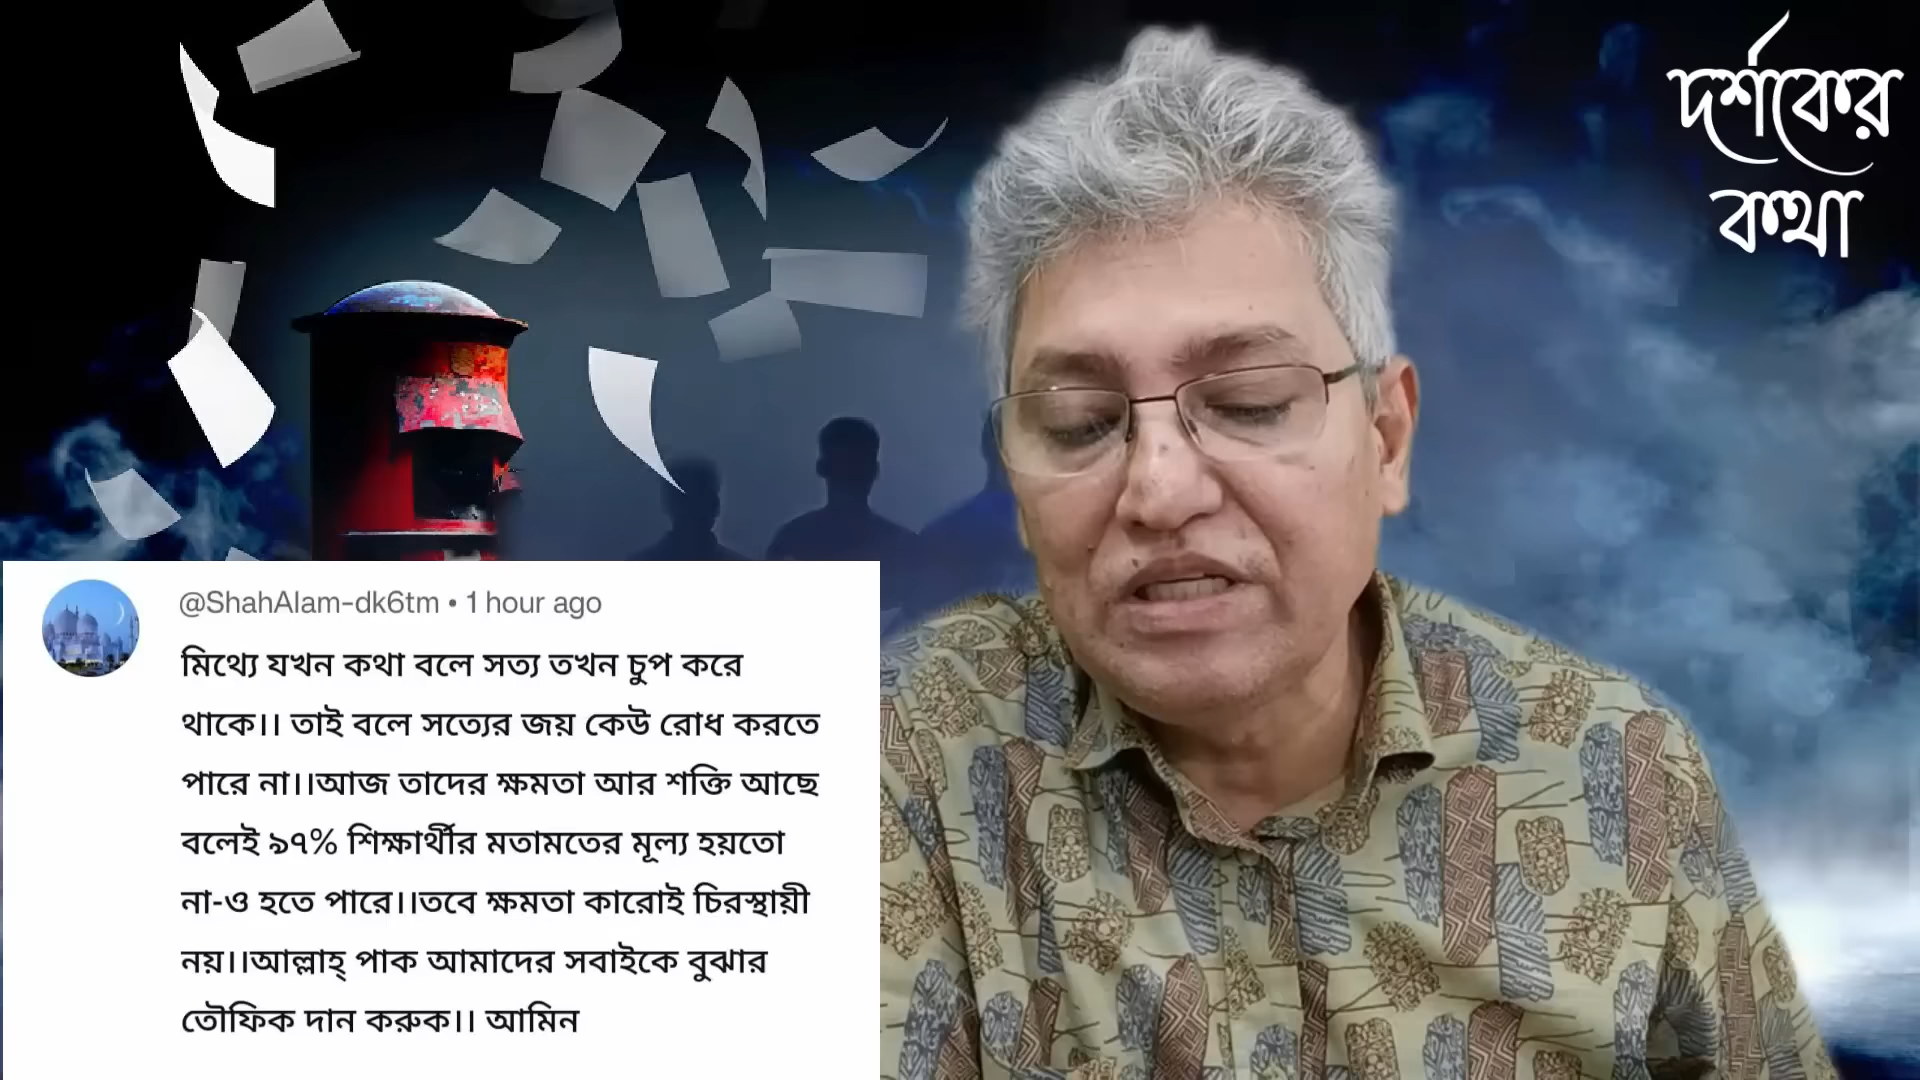 দর্শকের
কথা
@ShahAlam-dk6tm • 1 hour ago
মিথ্যে যখন কথা বলে সত্য তখন চুপ করে
থাকে।। তাই বলে সত্যের জয় কেউ রোধ করতে
পারে না।।আজ তাদের ক্ষমতা আর শক্তি আছে
বলেই ৯৭% শিক্ষার্থীর মতামতের মূল্য হয়তো
না-ও হতে পারে।।তবে ক্ষমতা কারোই চিরস্থায়ী
নয়।।আল্লাহ্ পাক আমাদের সবাইকে বুঝার
তৌফিক দান করুক।। আমিন